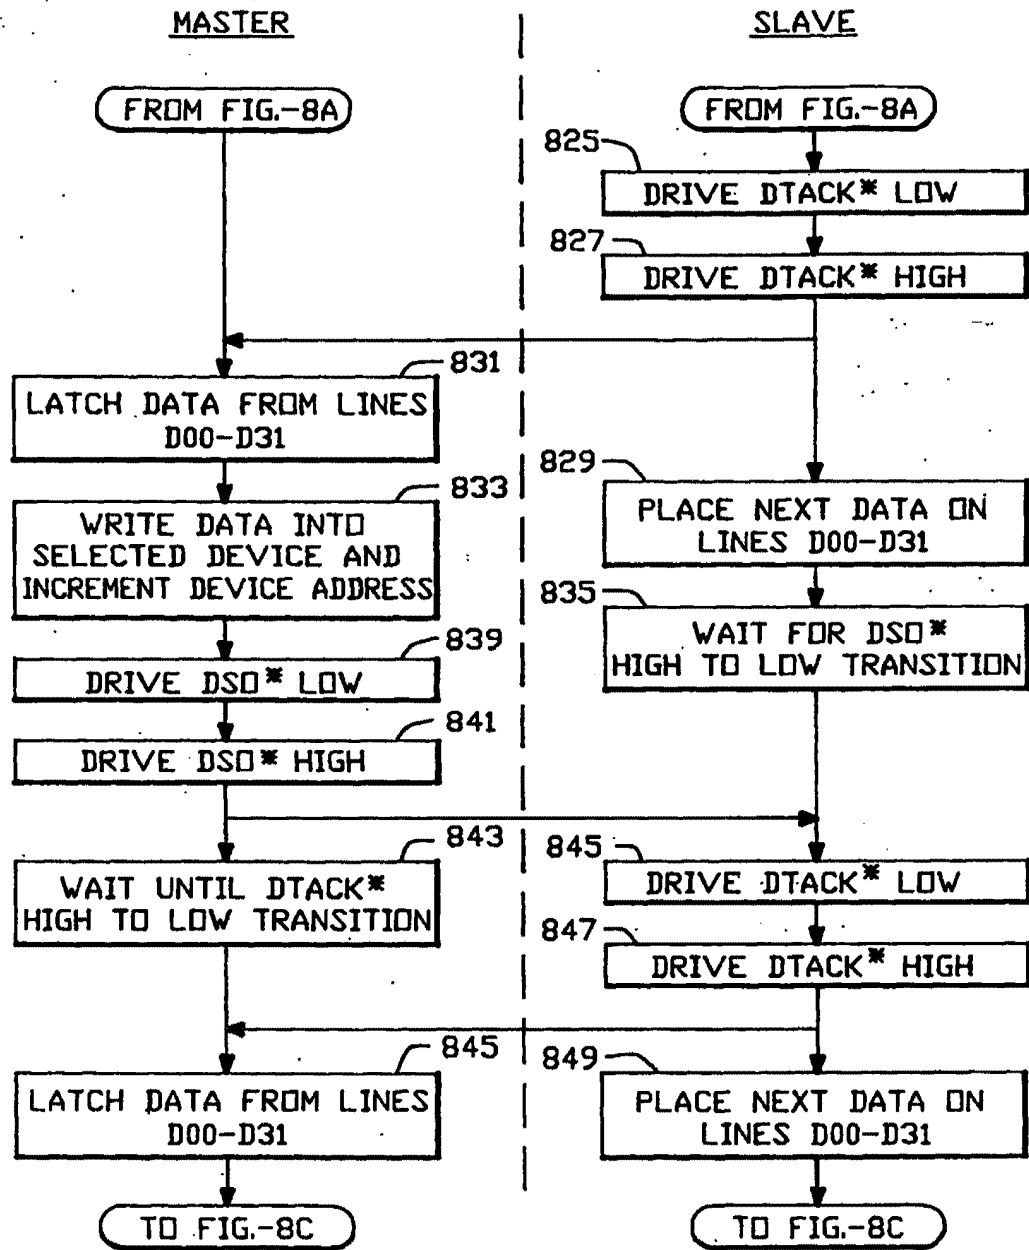 MASTER
SLAVE
FROM FIG.-8A
FROM FIG.-8A
825
DRIVE DTACK* LOW
827
DRIVE DTACK* HIGH
831
LATCH DATA FROM LINES
D00-D31
829
PLACE NEXT DATA ON
LINES D00-D31
833
WRITE DATA INTO
SELECTED DEVICE AND
INCREMENT DEVICE ADDRESS
835
WAIT FOR DSO*
HIGH TO LOW TRANSITION
839
DRIVE DSO* LOW
841
DRIVE DSO* HIGH
843
WAIT UNTIL DTACK*
HIGH TO LOW TRANSITION
845
DRIVE DTACK* LOW
847
DRIVE DTACK* HIGH
845
LATCH DATA FROM LINES
D00-D31
849
PLACE NEXT DATA ON
LINES D00-D31
TO FIG.-8C
TO FIG.-8C